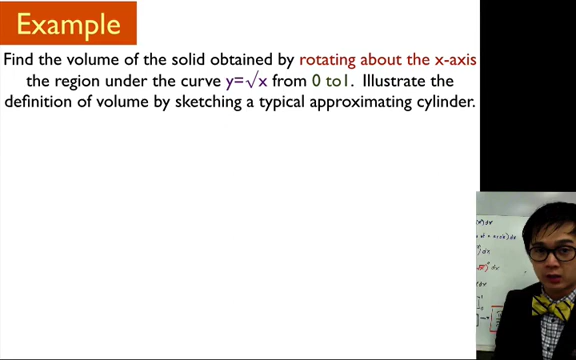 Example
Find the volume of the solid obtained by rotating about the x-axis
the region under the curve y=√x from 0 to1. Illustrate the
definition of volume by sketching a typical approximating cylinder.